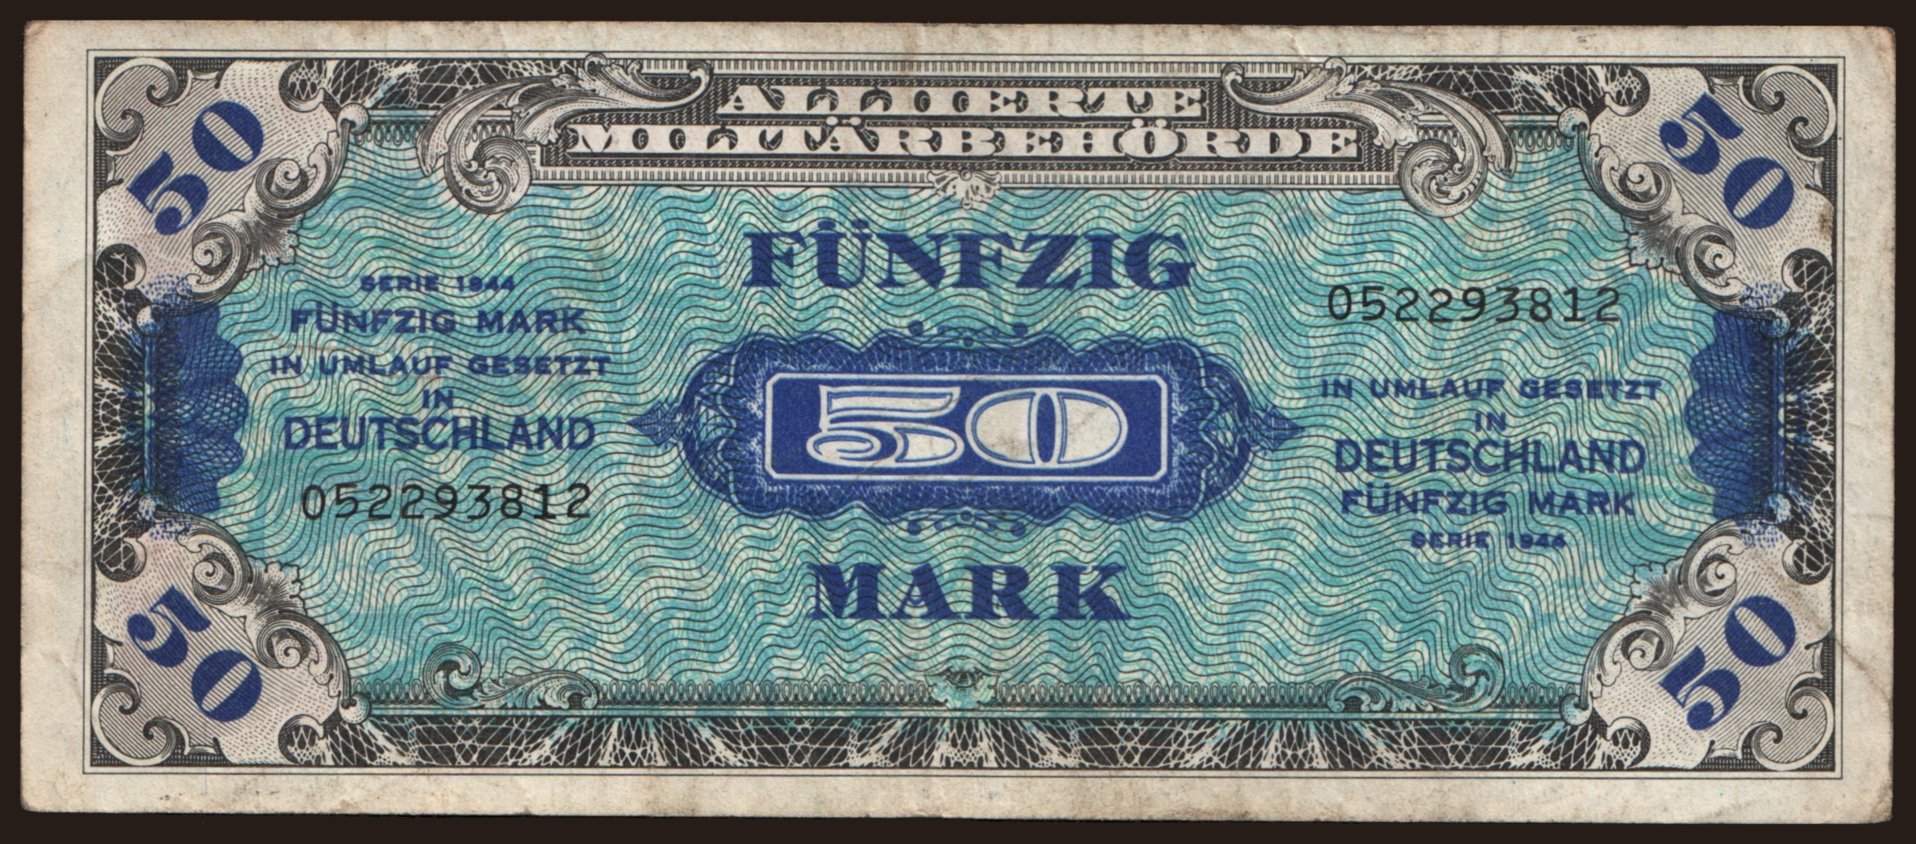 ALLIIERTE
MILITÄRBEHÖRDE
50
50
FÜNFZIG
SERIE 1944
FÜNFZIG MARK
IN UMLAUF GESETZT
IN
DEUTSCHLAND
052293812
50
052293812
IN UMLAUF GESETZT
IN
DEUTSCHLAND
FÜNFZIG MARK
SERIE 1944
MARK
50
50